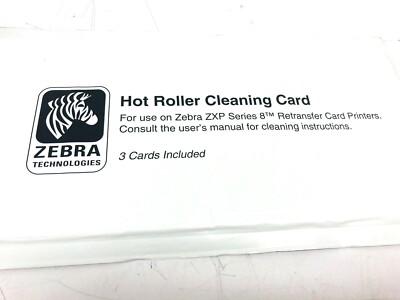 Hot Roller Cleaning Card
For use on Zebra ZXP Series 8™ Retransfer Card Printers.
Consult the user's manual for cleaning instructions.
3 Cards Included
ZEBRA
TECHNOLOGIES